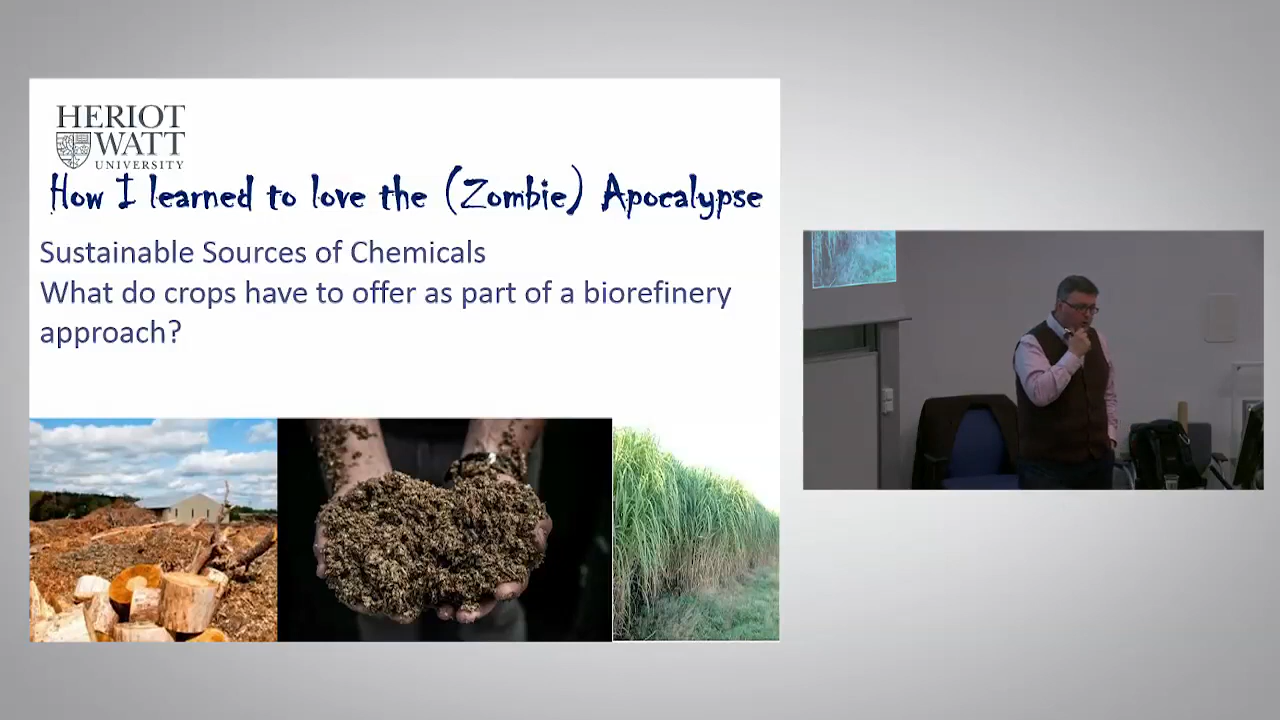 HERIOT
WATT
UNIVERSITY
How I learned to love the (Zombie) Apocalypse
Sustainable Sources of Chemicals
What do crops have to offer as part of a biorefinery
approach?